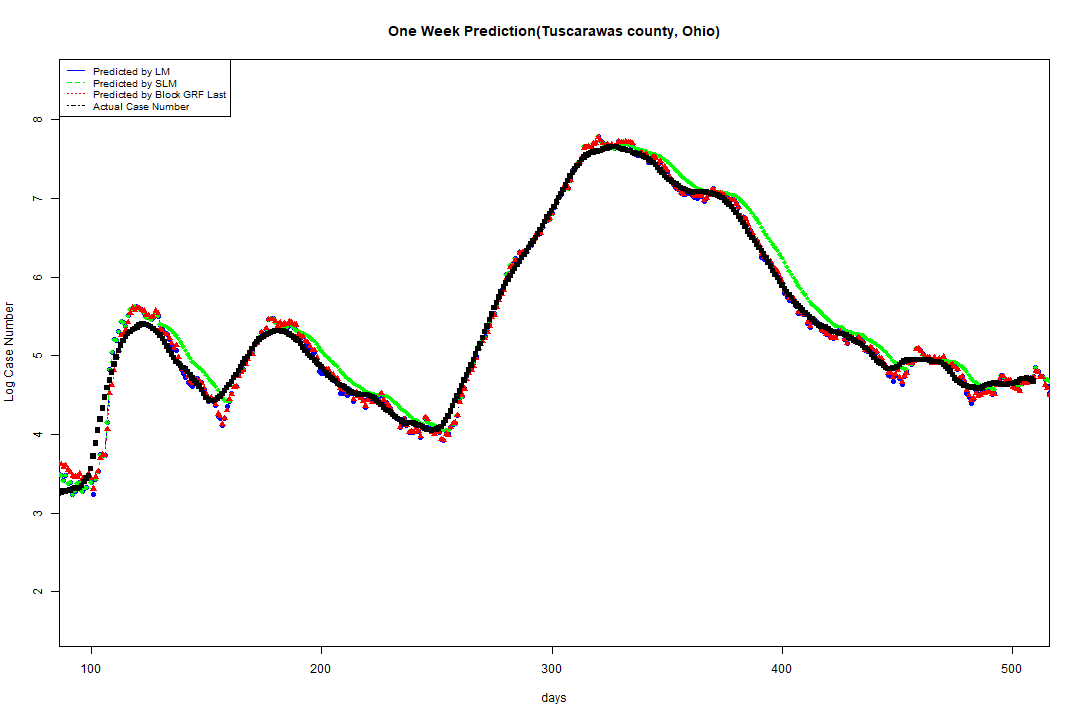 One Week Prediction(Tuscarawas county, Ohio)
Predicted by LM
Predicted by SLM
Predicted by Block GRF Last
Actual Case Number
8
7
6
5
4
3
2
Log Case Number
100 200 300 400 500
days